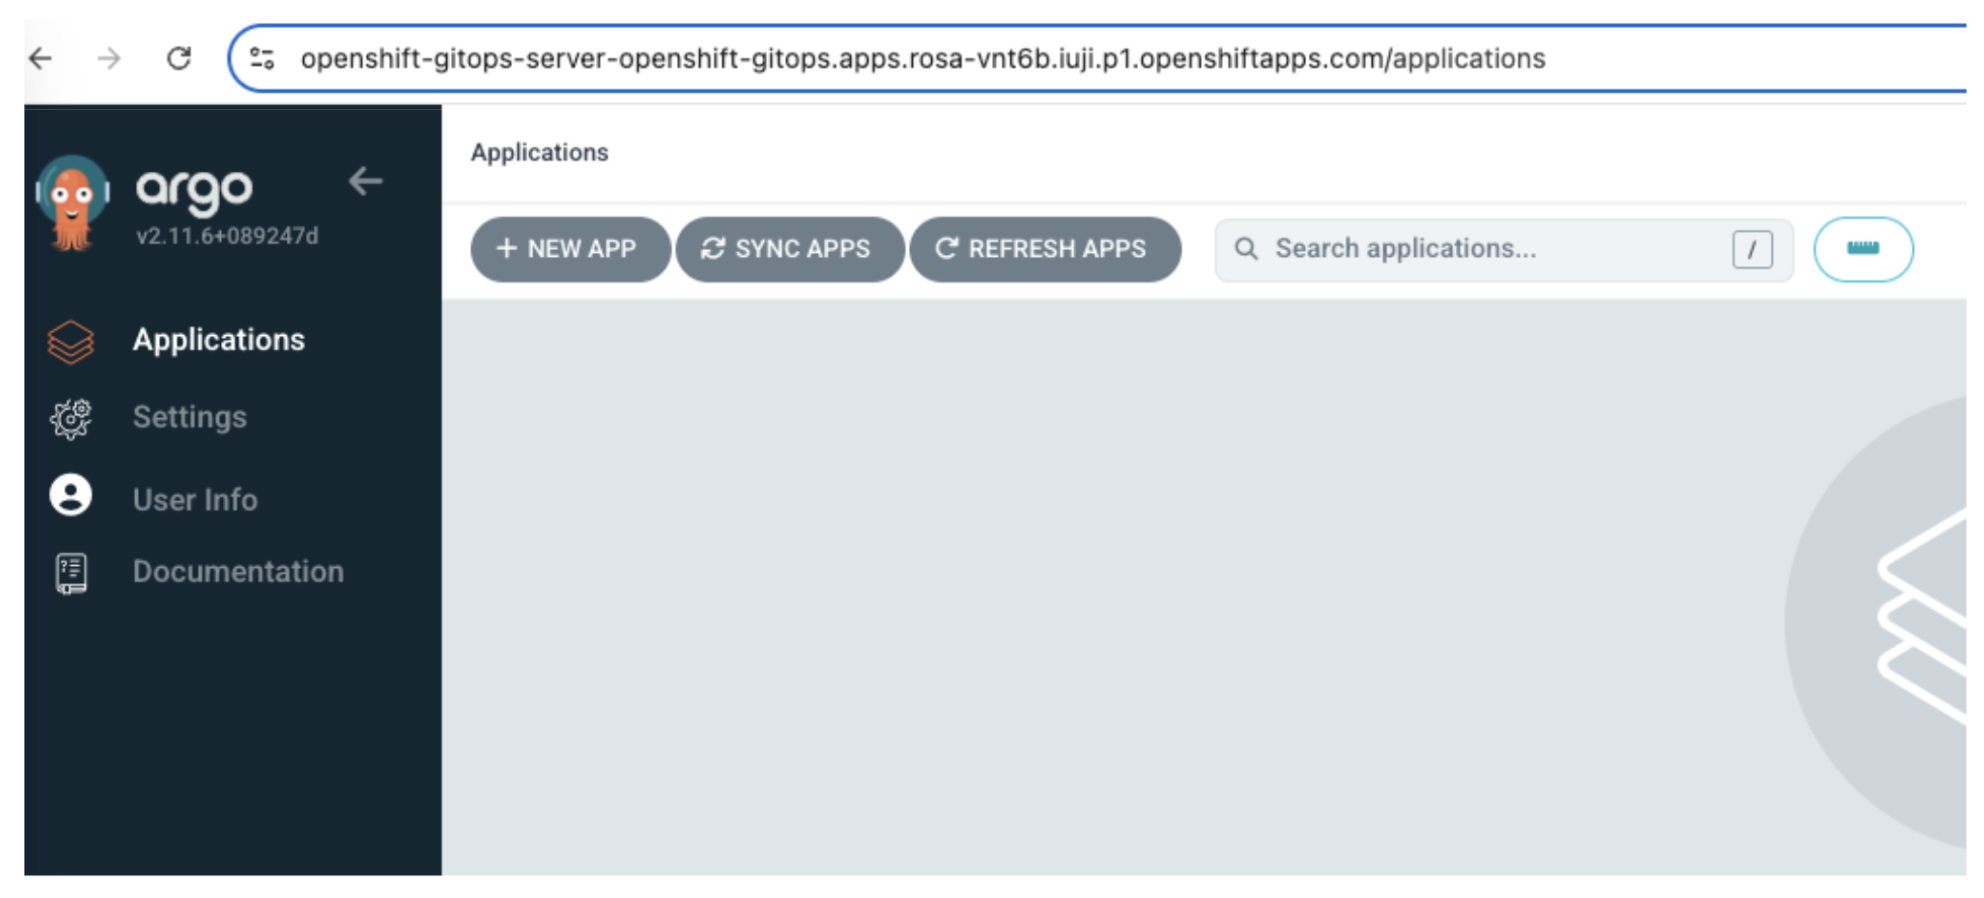 openshift-gitops-server-openshift-gitops.apps.rosa-vnt6b.iuji.p1.openshiftapps.com/applications
argo
v2.11.6+089247d
Applications
Settings
User Info
Documentation
Applications
+ NEW APP SYNC APPS REFRESH APPS Search applications... /